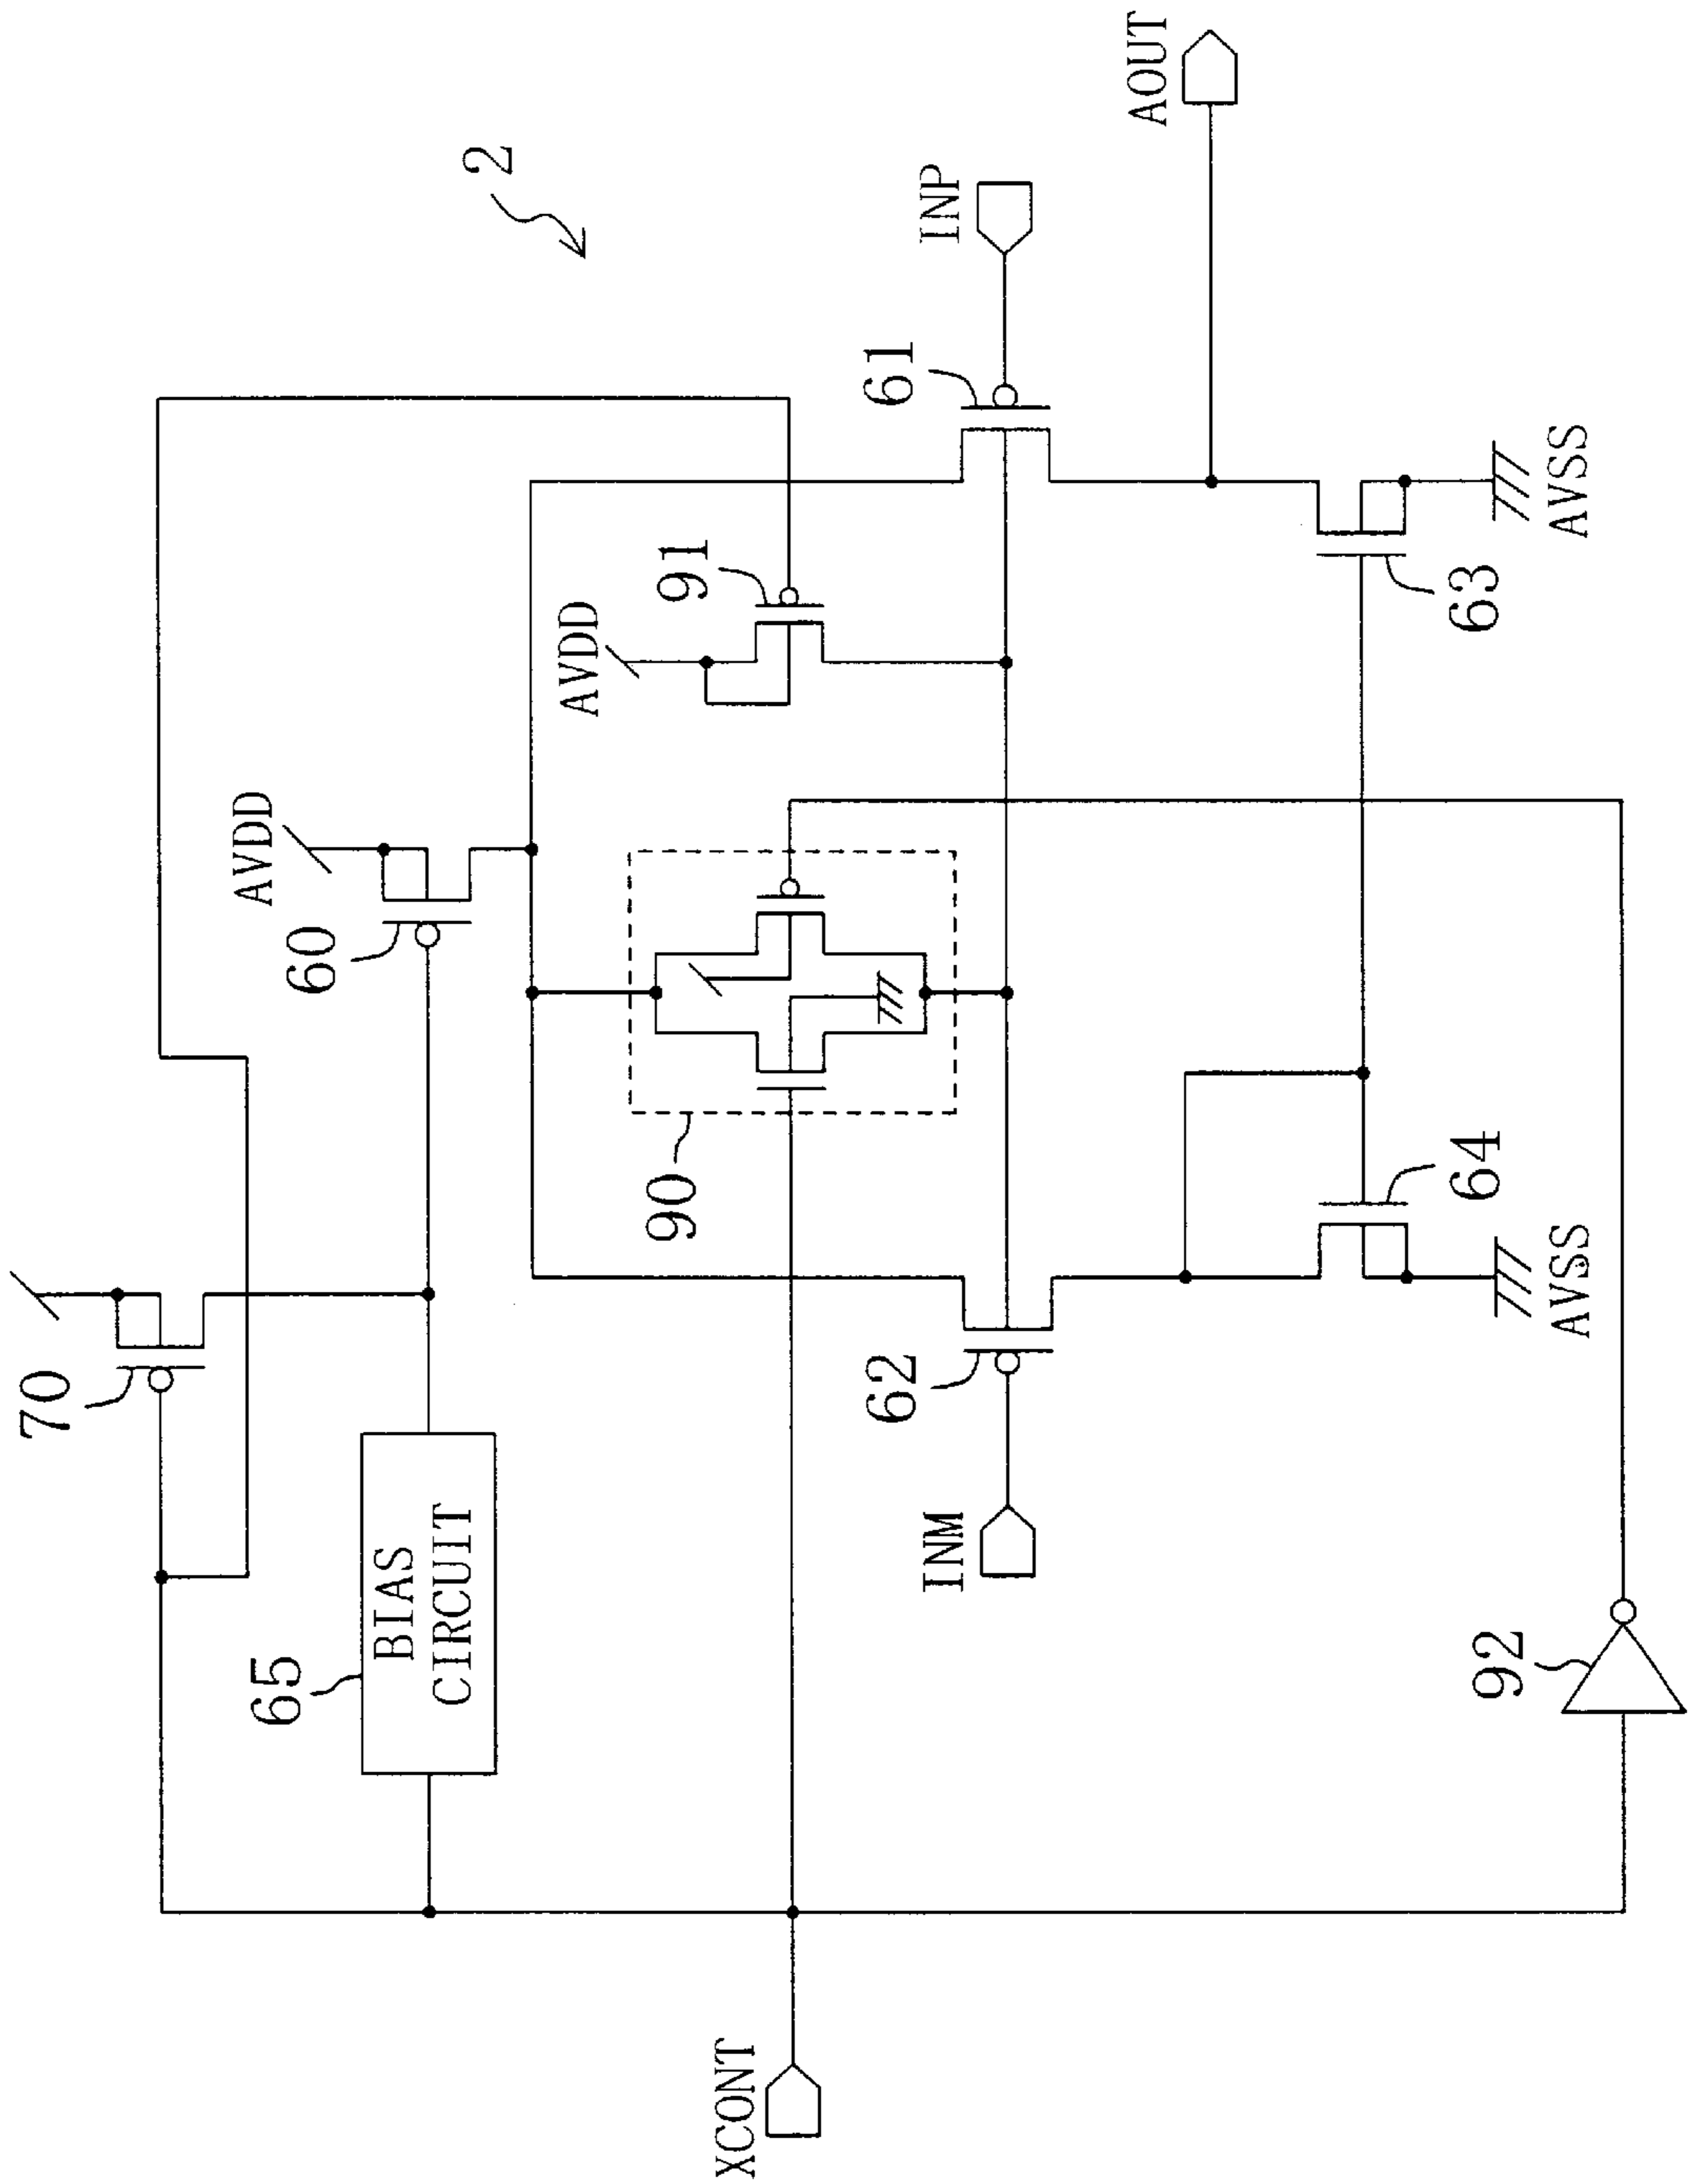 2
70
65
BIAS
CIRCUIT
AVDD
60
AVDD
91
61
INP
AOUT
90
62
INM
64
AVSS
63
AVSS
XCONT
92